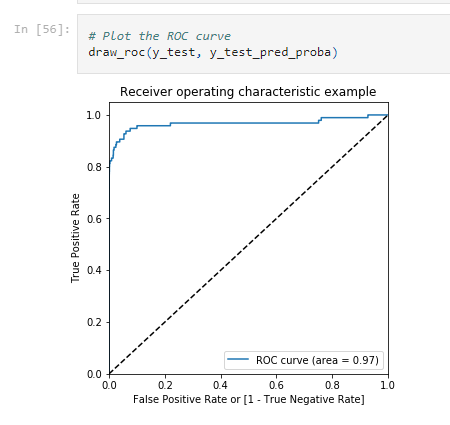 In [56]:
# Plot the ROC curve
draw_roc(y_test, y_test_pred_proba)
Receiver operating characteristic example
1.0
0.8
0.6
0.4
0.2
0.0
True Positive Rate
ROC curve (area = 0.97)
0.0 0.2 0.4 0.6 0.8 1.0
False Positive Rate or [1 - True Negative Rate]